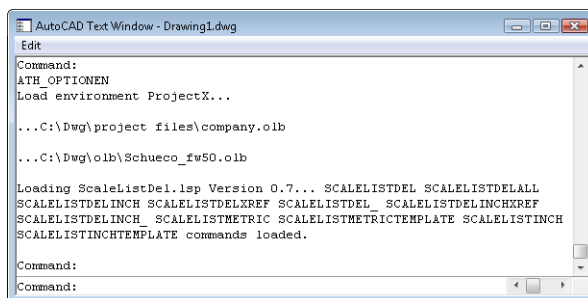 AutoCAD Text Window - Drawing1.dwg
Edit
Command:
ATH_OPTIONEN
Load environment ProjectX...
...C:\Dwg\project files\company.olb
...C:\Dwg\olb\Schueco_fw50.olb
Loading ScaleListDel.lsp Version 0.7... SCALELISTDEL SCALELISTDELALL
SCALELISTDELINCH SCALELISTDELXREF SCALELISTDEL_ SCALELISTDELINCHXREF
SCALELISTDELINCH_ SCALELISTMETRIC SCALELISTMETRICTEMPLATE SCALELISTINCH
SCALELISTINCHTEMPLATE commands loaded.
Command:
Command: